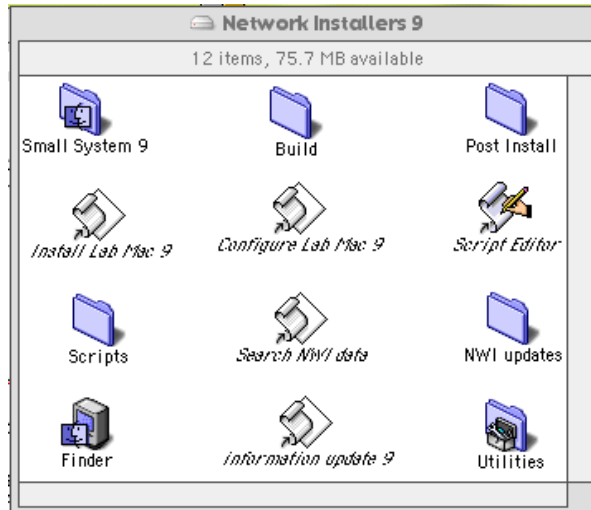 Network Installers 9
12 items, 75.7 MB available
Small System 9
Build
Post Install
Install Lab Mac 9
Configure Lab Mac 9
Script Editor
Scripts
Search NWI data
NWI updates
Finder
information update 9
Utilities